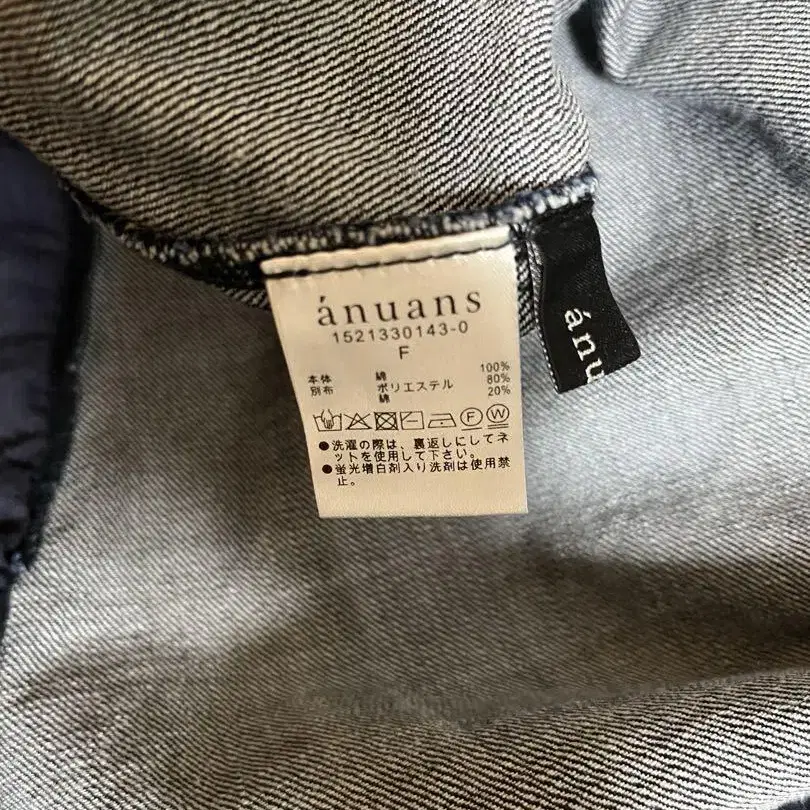 ánuans
1521330143-0
F
本体 綿 100%
別布 ポリエステル 80%
綿 20%
F W
●洗濯の際は、裏返しにしてネ
ットを使用して下さい。
●蛍光増白剤入り洗剤は使用禁
止。
ánu